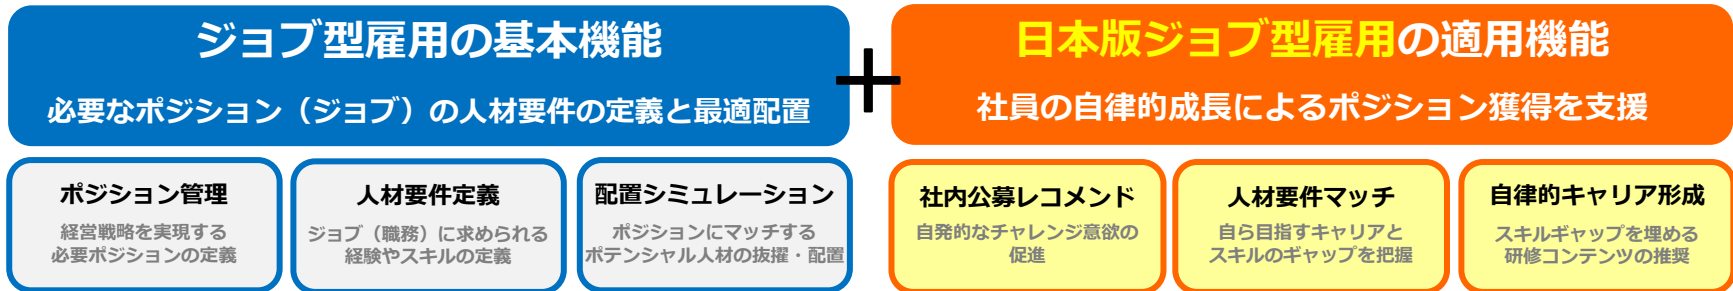 ジョブ型雇用の基本機能
必要なポジション（ジョブ）の人材要件の定義と最適配置
＋
日本版ジョブ型雇用の適用機能
社員の自律的成長によるポジション獲得を支援
ポジション管理
経営戦略を実現する
必要ポジションの定義
人材要件定義
ジョブ（職務）に求められる
経験やスキルの定義
配置シミュレーション
ポジションにマッチする
ポテンシャル人材の抜擢・配置
社内公募レコメンド
自発的なチャレンジ意欲の
促進
人材要件マッチ
自ら目指すキャリアと
スキルのギャップを把握
自律的キャリア形成
スキルギャップを埋める
研修コンテンツの推奨